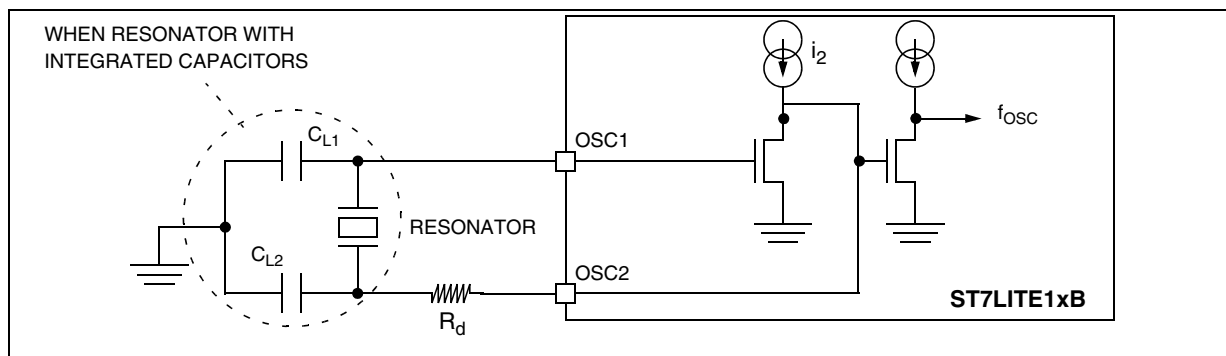 WHEN RESONATOR WITH
INTEGRATED CAPACITORS
i2
fOSC
CL1
OSC1
RESONATOR
CL2
OSC2
Rd
ST7LITE1xB